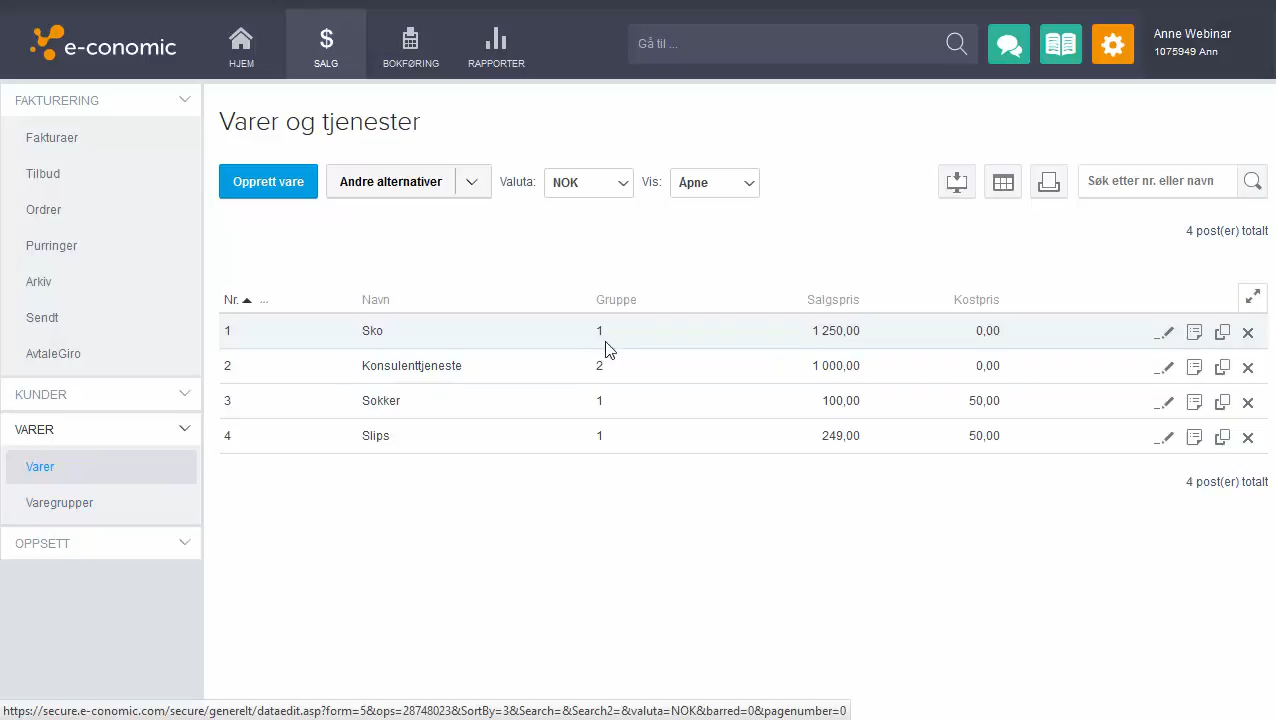 e-conomic
HJEM
SALG
BOKFØRING
RAPPORTER
Gå til ...
Anne Webinar
1075949 Ann
FAKTURERING
Fakturaer
Tilbud
Ordrer
Purringer
Arkiv
Sendt
AvtaleGiro
KUNDER
VARER
Varer
Varegrupper
OPPSETT
Varer og tjenester
Opprett vare
Andre alternativer
Valuta:
NOK
Vis:
Åpne
Søk etter nr. eller navn
4 post(er) totalt
Nr. ... Navn Gruppe Salgspris Kostpris
1 Sko 1 1 250,00 0,00
2 Konsulenttjeneste 2 1 000,00 0,00
3 Sokker 1 100,00 50,00
4 Slips 1 249,00 50,00
4 post(er) totalt
https://secure.e-conomic.com/secure/generelt/dataedit.asp?form=5&ops=28748023&SortBy=3&Search=&Search2=&valuta=NOK&barred=0&pagenumber=0